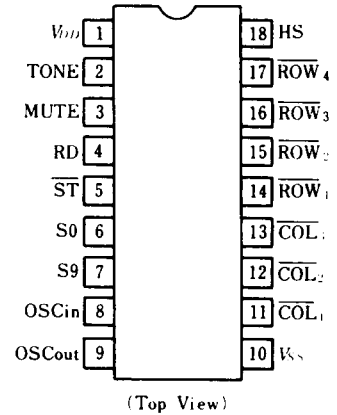 VDD 1 18 HS
TONE 2 17 ROW4
MUTE 3 16 ROW3
RD 4 15 ROW2
ST 5 14 ROW1
S0 6 13 COL3
S9 7 12 COL2
OSCin 8 11 COL1
OSCout 9 10 VSS
(Top View)